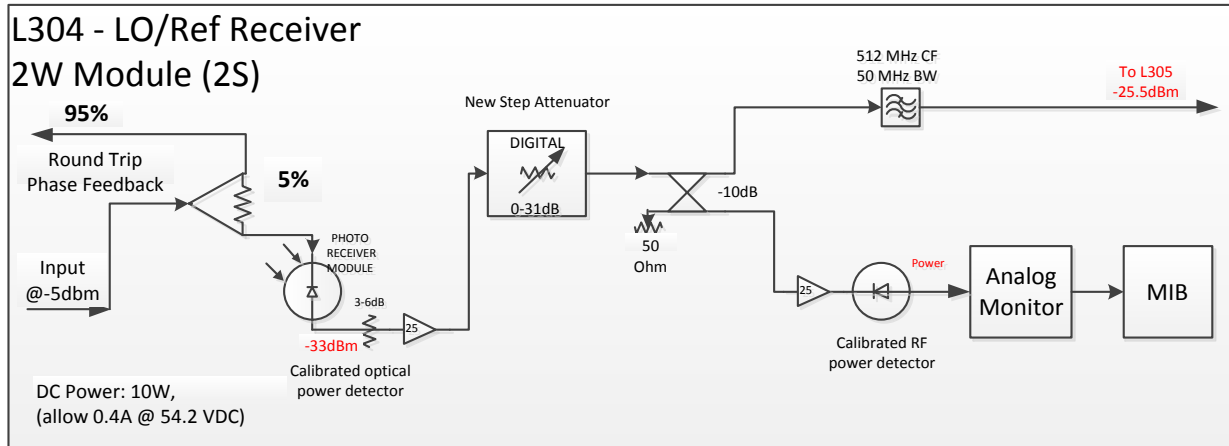 L304 - LO/Ref Receiver
2W Module (2S)
95%
Round Trip
Phase Feedback
5%
Input
@-5dbm
PHOTO
RECEIVER
MODULE
3-6dB
-33dBm
25
Calibrated optical
power detector
DC Power: 10W,
(allow 0.4A @ 54.2 VDC)
New Step Attenuator
DIGITAL
0-31dB
-10dB
50
Ohm
512 MHz CF
50 MHz BW
To L305
-25.5dBm
25
Power
Calibrated RF
power detector
Analog
Monitor
MIB